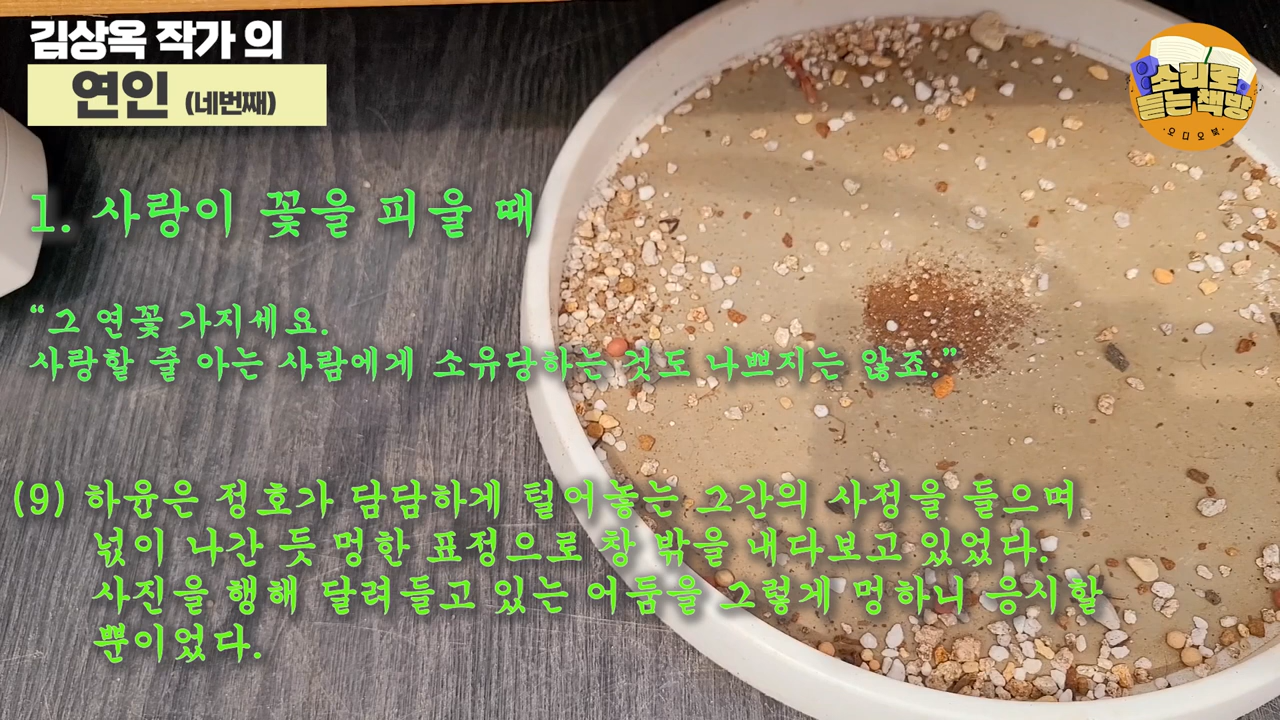 김상옥 작가 의
연인 (네번째)
소리로
듣는 책방
·오디오북·
1. 사랑이 꽃을 피울 때
“그 연꽃 가지세요.
사랑할 줄 아는 사람에게 소유당하는 것도 나쁘지는 않죠.”
(9) 하윤은 정호가 담담하게 털어놓는 그간의 사정을 들으며
넋이 나간 듯 멍한 표정으로 창 밖을 내다보고 있었다.
사진을 행해 달려들고 있는 어둠을 그렇게 멍하니 응시할
뿐이었다.